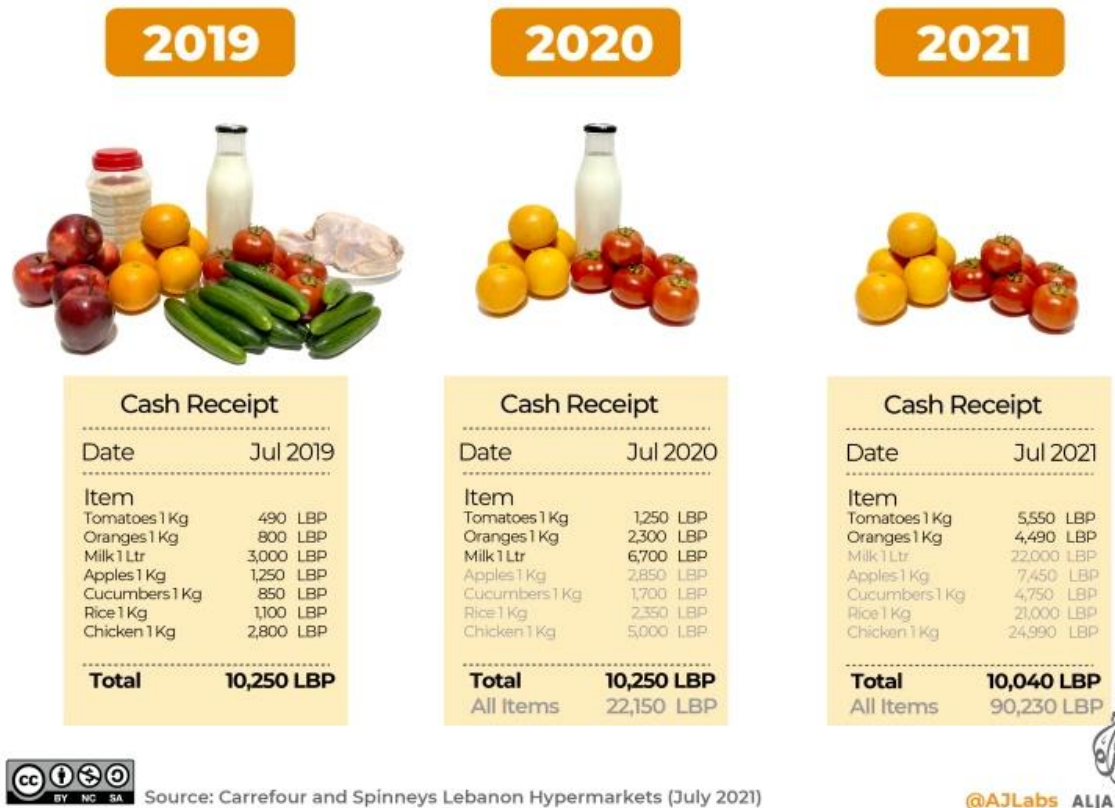 2019
2020
2021
Cash Receipt
Date Jul 2019
Item
Tomatoes 1 Kg 490 LBP
Oranges 1 Kg 800 LBP
Milk 1 Ltr 3,000 LBP
Apples 1 Kg 1,250 LBP
Cucumbers 1 Kg 850 LBP
Rice 1 Kg 1,100 LBP
Chicken 1 Kg 2,800 LBP
Total 10,250 LBP
Cash Receipt
Date Jul 2020
Item
Tomatoes 1 Kg 1,250 LBP
Oranges 1 Kg 2,300 LBP
Milk 1 Ltr 6,700 LBP
Apples 1 Kg 2,850 LBP
Cucumbers 1 Kg 1,700 LBP
Rice 1 Kg 2,350 LBP
Chicken 1 Kg 5,000 LBP
Total 10,250 LBP
All Items 22,150 LBP
Cash Receipt
Date Jul 2021
Item
Tomatoes 1 Kg 5,550 LBP
Oranges 1 Kg 4,490 LBP
Milk 1 Ltr 22,000 LBP
Apples 1 Kg 7,450 LBP
Cucumbers 1 Kg 4,750 LBP
Rice 1 Kg 21,000 LBP
Chicken 1 Kg 24,990 LBP
Total 10,040 LBP
All Items 90,230 LBP
cc BY NC SA
Source: Carrefour and Spinneys Lebanon Hypermarkets (July 2021)
@AJLabs